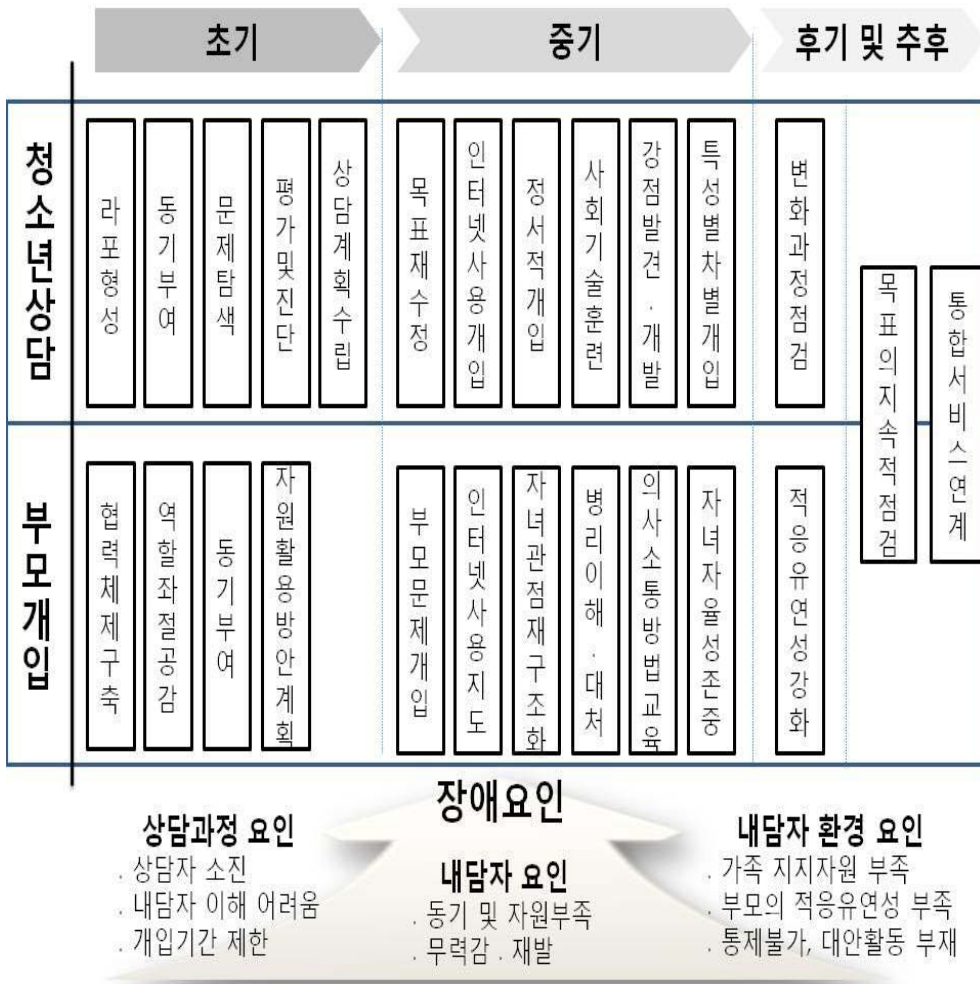 초기
중기
후기 및 추후
청소년상담
라포형성
동기부여
문제탐색
평가및진단
상담계획수립
목표재수정
인터넷사용개입
정서적개입
사회기술훈련
강점발견.개발
특성별차별개입
변화과정점검
목표의지속적점검
통합서비스연계
부모개입
협력체제구축
역할좌절공감
동기부여
자원활용방안계획
부모문제개입
인터넷사용지도
자녀관점재구조화
병리이해.대처
의사소통방법교육
자녀자율성존중
적응유연성강화
장애요인
상담과정 요인
. 상담자 소진
. 내담자 이해 어려움
. 개입기간 제한
내담자 요인
. 동기 및 자원부족
. 무력감 . 재발
내담자 환경 요인
. 가족 지지자원 부족
. 부모의 적응유연성 부족
. 통제불가, 대안활동 부재